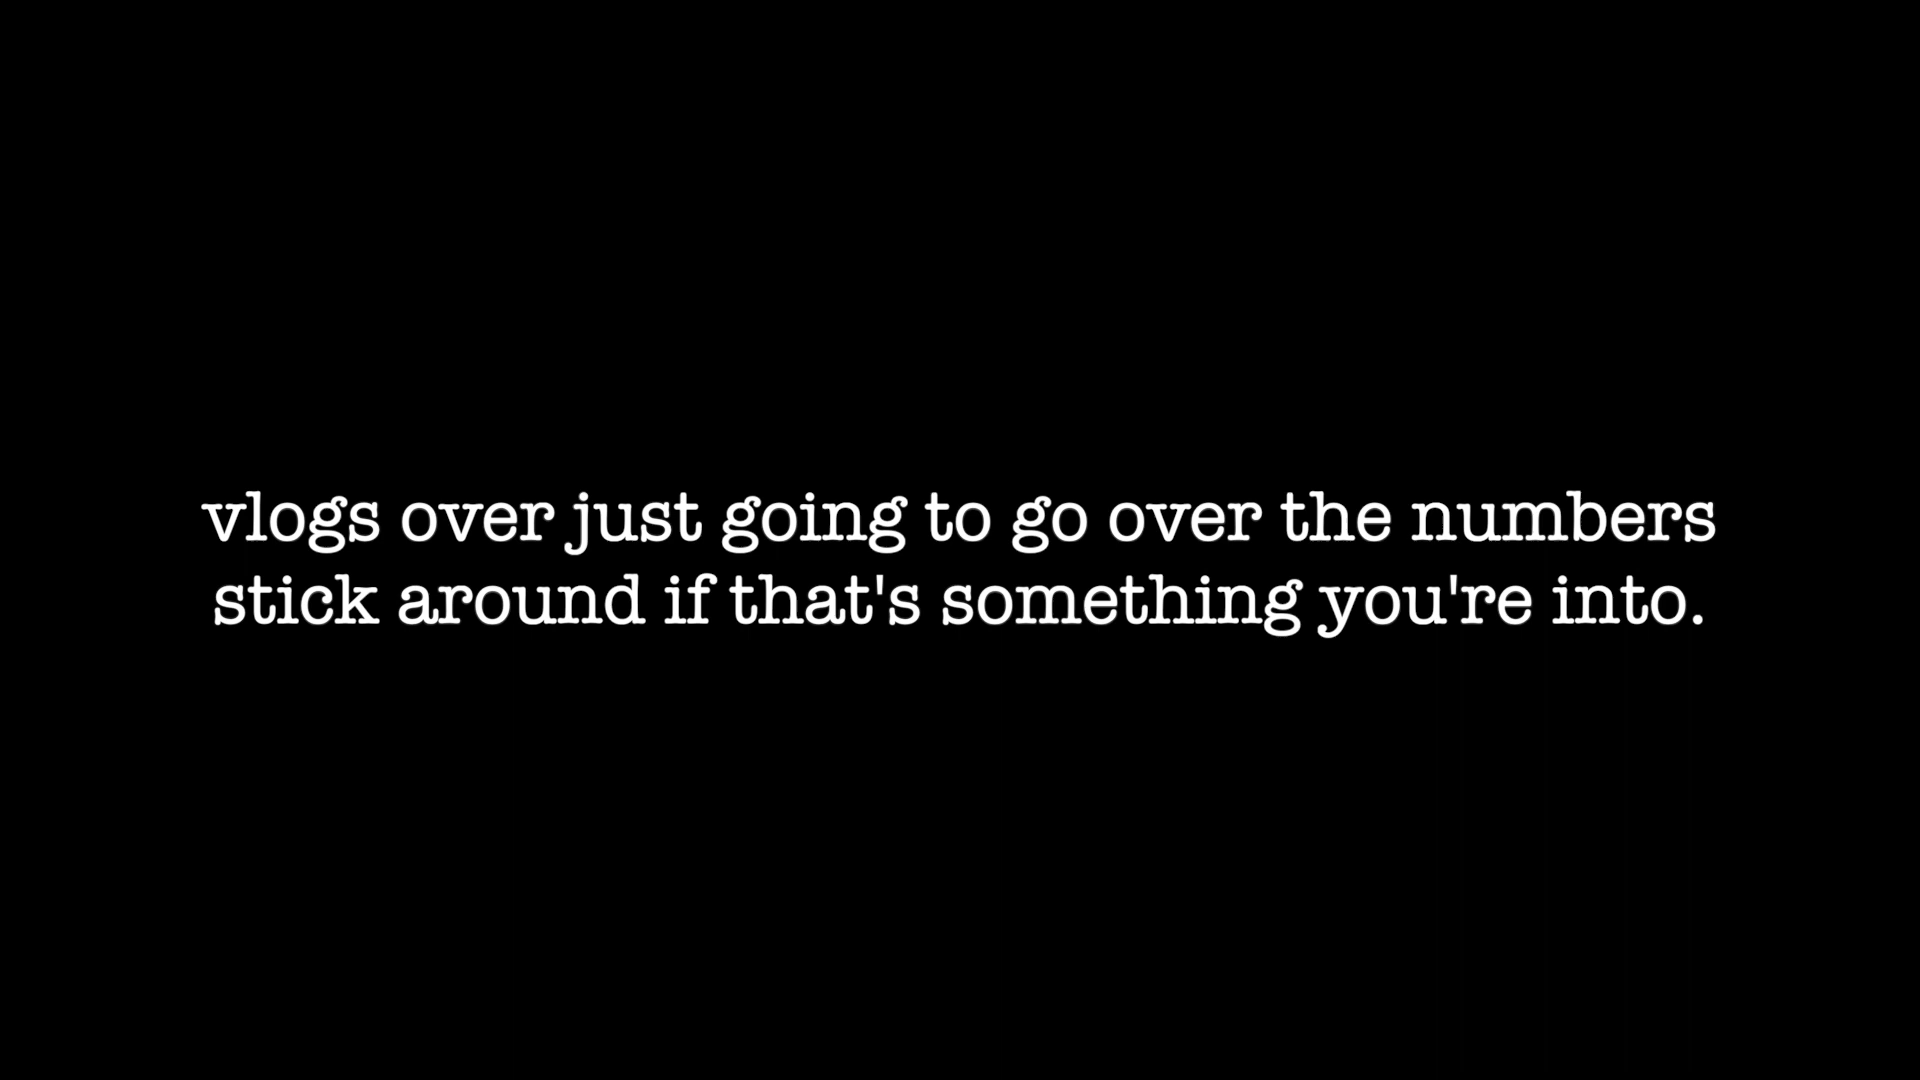 vlogs over just going to go over the numbers
stick around if that's something you're into.